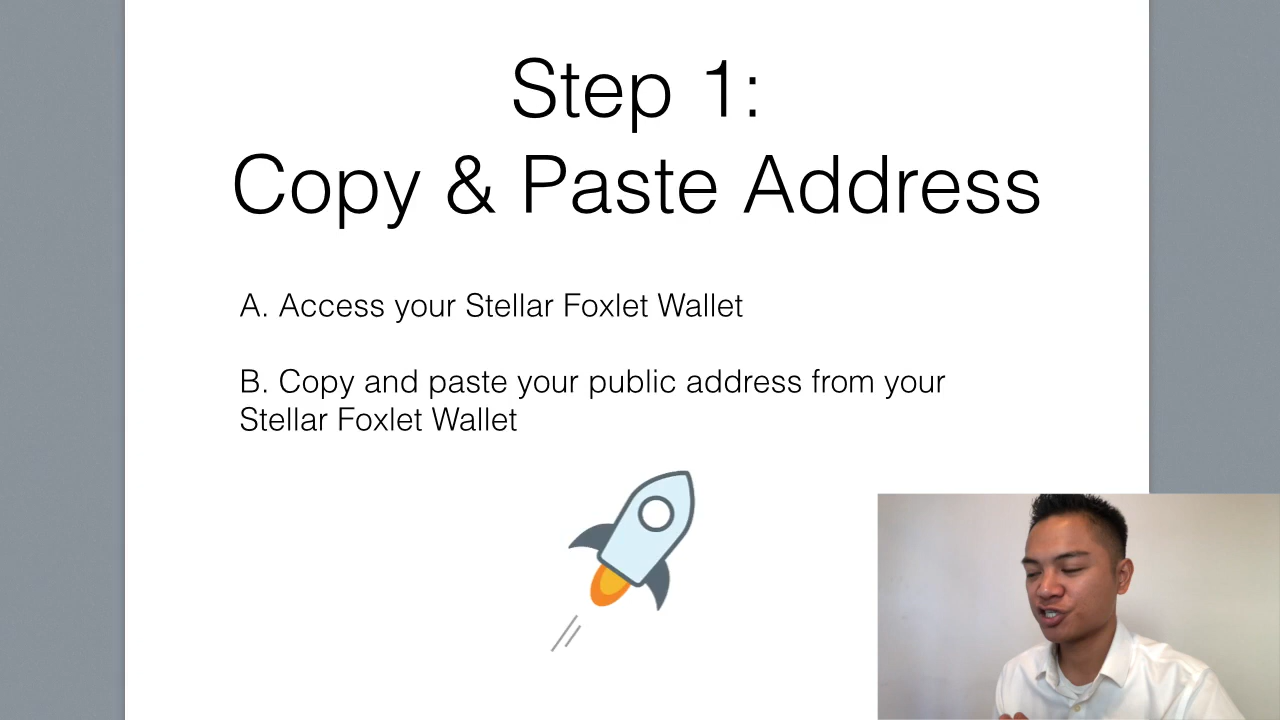 Step 1:
Copy & Paste Address
A. Access your Stellar Foxlet Wallet
B. Copy and paste your public address from your
Stellar Foxlet Wallet